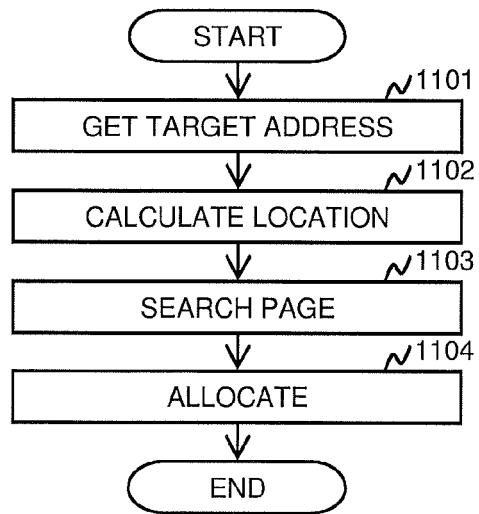 START
1101
GET TARGET ADDRESS
1102
CALCULATE LOCATION
1103
SEARCH PAGE
1104
ALLOCATE
END